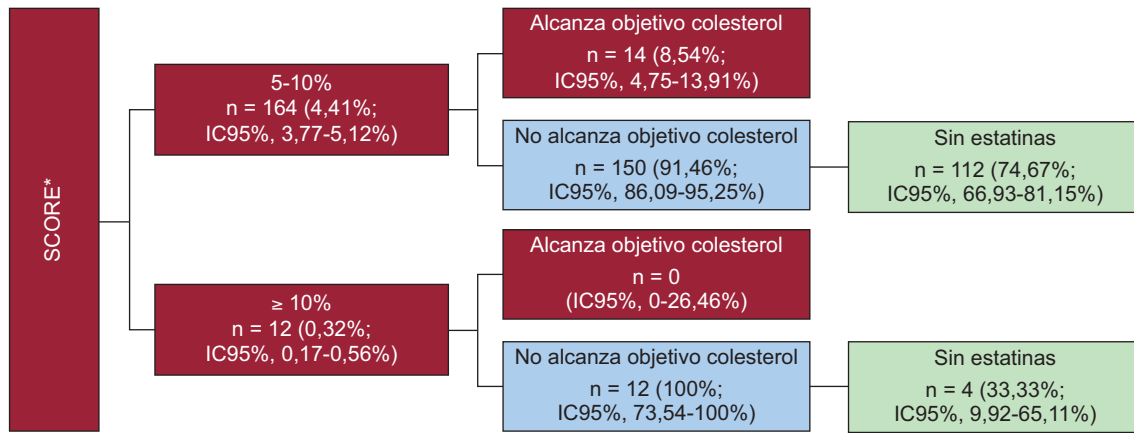 SCORE*
5-10%
n = 164 (4,41%;
IC95%, 3,77-5,12%)
Alcanza objetivo colesterol
n = 14 (8,54%;
IC95%, 4,75-13,91%)
No alcanza objetivo colesterol
n = 150 (91,46%;
IC95%, 86,09-95,25%)
Sin estatinas
n = 112 (74,67%;
IC95%, 66,93-81,15%)
≥ 10%
n = 12 (0,32%;
IC95%, 0,17-0,56%)
Alcanza objetivo colesterol
n = 0
(IC95%, 0-26,46%)
No alcanza objetivo colesterol
n = 12 (100%;
IC95%, 73,54-100%)
Sin estatinas
n = 4 (33,33%;
IC95%, 9,92-65,11%)